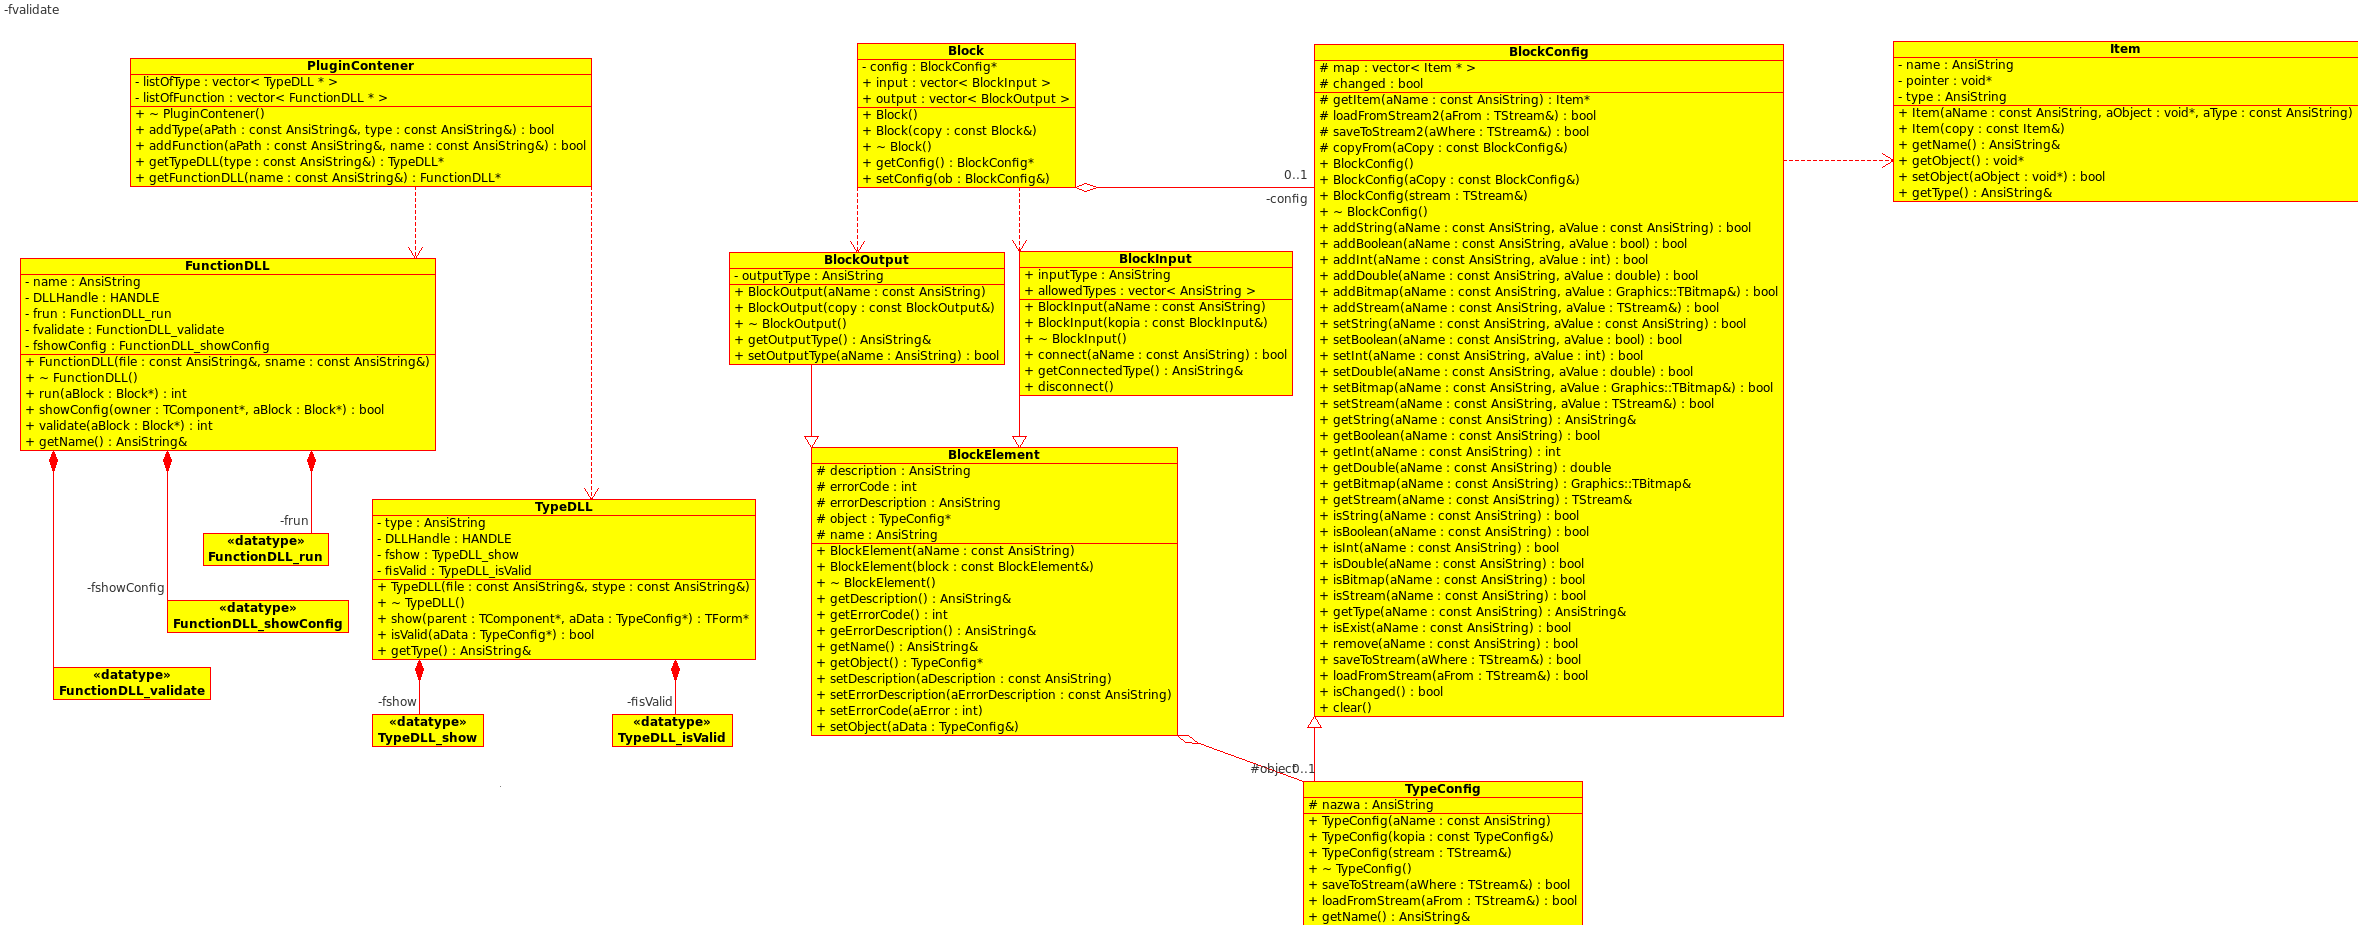 -fvalidate
PluginContener
- listOfType : vector< TypeDLL * >
- listOfFunction : vector< FunctionDLL * >
+ ~ PluginContener()
+ addType(aPath : const AnsiString&, type : const AnsiString&) : bool
+ addFunction(aPath : const AnsiString&, name : const AnsiString&) : bool
+ getTypeDLL(type : const AnsiString&) : TypeDLL*
+ getFunctionDLL(name : const AnsiString&) : FunctionDLL*
FunctionDLL
- name : AnsiString
- DLLHandle : HANDLE
- frun : FunctionDLL_run
- fvalidate : FunctionDLL_validate
- fshowConfig : FunctionDLL_showConfig
+ FunctionDLL(file : const AnsiString&, sname : const AnsiString&)
+ ~ FunctionDLL()
+ run(aBlock : Block*) : int
+ showConfig(owner : TComponent*, aBlock : Block*) : bool
+ validate(aBlock : Block*) : int
+ getName() : AnsiString&
-frun
«datatype»
FunctionDLL_run
-fshowConfig
«datatype»
FunctionDLL_showConfig
«datatype»
FunctionDLL_validate
TypeDLL
- type : AnsiString
- DLLHandle : HANDLE
- fshow : TypeDLL_show
- fisValid : TypeDLL_isValid
+ TypeDLL(file : const AnsiString&, stype : const AnsiString&)
+ ~ TypeDLL()
+ show(parent : TComponent*, aData : TypeConfig*) : TForm*
+ isValid(aData : TypeConfig*) : bool
+ getType() : AnsiString&
-fshow
«datatype»
TypeDLL_show
-fisValid
«datatype»
TypeDLL_isValid
Block
- config : BlockConfig*
+ input : vector< BlockInput >
+ output : vector< BlockOutput >
+ Block()
+ Block(copy : const Block&)
+ ~ Block()
+ getConfig() : BlockConfig*
+ setConfig(ob : BlockConfig&)
0..1
-config
BlockOutput
- outputType : AnsiString
+ BlockOutput(aName : const AnsiString)
+ BlockOutput(copy : const BlockOutput&)
+ ~ BlockOutput()
+ getOutputType() : AnsiString&
+ setOutputType(aName : AnsiString) : bool
BlockInput
+ inputType : AnsiString
+ allowedTypes : vector< AnsiString >
+ BlockInput(aName : const AnsiString)
+ BlockInput(kopia : const BlockInput&)
+ ~ BlockInput()
+ connect(aName : const AnsiString) : bool
+ getConnectedType() : AnsiString&
+ disconnect()
BlockElement
# description : AnsiString
# errorCode : int
# errorDescription : AnsiString
# object : TypeConfig*
# name : AnsiString
+ BlockElement(aName : const AnsiString)
+ BlockElement(block : const BlockElement&)
+ ~ BlockElement()
+ getDescription() : AnsiString&
+ getErrorCode() : int
+ geErrorDescription() : AnsiString&
+ getName() : AnsiString&
+ getObject() : TypeConfig*
+ setDescription(aDescription : const AnsiString)
+ setErrorDescription(aErrorDescription : const AnsiString)
+ setErrorCode(aError : int)
+ setObject(aData : TypeConfig&)
#object
0..1
BlockConfig
# map : vector< Item * >
# changed : bool
# getItem(aName : const AnsiString) : Item*
# loadFromStream2(aFrom : TStream&) : bool
# saveToStream2(aWhere : TStream&) : bool
# copyFrom(aCopy : const BlockConfig&)
+ BlockConfig()
+ BlockConfig(aCopy : const BlockConfig&)
+ BlockConfig(stream : TStream&)
+ ~ BlockConfig()
+ addString(aName : const AnsiString, aValue : const AnsiString) : bool
+ addBoolean(aName : const AnsiString, aValue : bool) : bool
+ addInt(aName : const AnsiString, aValue : int) : bool
+ addDouble(aName : const AnsiString, aValue : double) : bool
+ addBitmap(aName : const AnsiString, aValue : Graphics::TBitmap&) : bool
+ addStream(aName : const AnsiString, aValue : TStream&) : bool
+ setString(aName : const AnsiString, aValue : const AnsiString) : bool
+ setBoolean(aName : const AnsiString, aValue : bool) : bool
+ setInt(aName : const AnsiString, aValue : int) : bool
+ setDouble(aName : const AnsiString, aValue : double) : bool
+ setBitmap(aName : const AnsiString, aValue : Graphics::TBitmap&) : bool
+ setStream(aName : const AnsiString, aValue : TStream&) : bool
+ getString(aName : const AnsiString) : AnsiString&
+ getBoolean(aName : const AnsiString) : bool
+ getInt(aName : const AnsiString) : int
+ getDouble(aName : const AnsiString) : double
+ getBitmap(aName : const AnsiString) : Graphics::TBitmap&
+ getStream(aName : const AnsiString) : TStream&
+ isString(aName : const AnsiString) : bool
+ isBoolean(aName : const AnsiString) : bool
+ isInt(aName : const AnsiString) : bool
+ isDouble(aName : const AnsiString) : bool
+ isBitmap(aName : const AnsiString) : bool
+ isStream(aName : const AnsiString) : bool
+ getType(aName : const AnsiString) : AnsiString&
+ isExist(aName : const AnsiString) : bool
+ remove(aName : const AnsiString) : bool
+ saveToStream(aWhere : TStream&) : bool
+ loadFromStream(aFrom : TStream&) : bool
+ isChanged() : bool
+ clear()
TypeConfig
# nazwa : AnsiString
+ TypeConfig(aName : const AnsiString)
+ TypeConfig(kopia : const TypeConfig&)
+ TypeConfig(stream : TStream&)
+ ~ TypeConfig()
+ saveToStream(aWhere : TStream&) : bool
+ loadFromStream(aFrom : TStream&) : bool
+ getName() : AnsiString&
Item
- name : AnsiString
- pointer : void*
- type : AnsiString
+ Item(aName : const AnsiString, aObject : void*, aType : const AnsiString)
+ Item(copy : const Item&)
+ getName() : AnsiString&
+ getObject() : void*
+ setObject(aObject : void*) : bool
+ getType() : AnsiString&